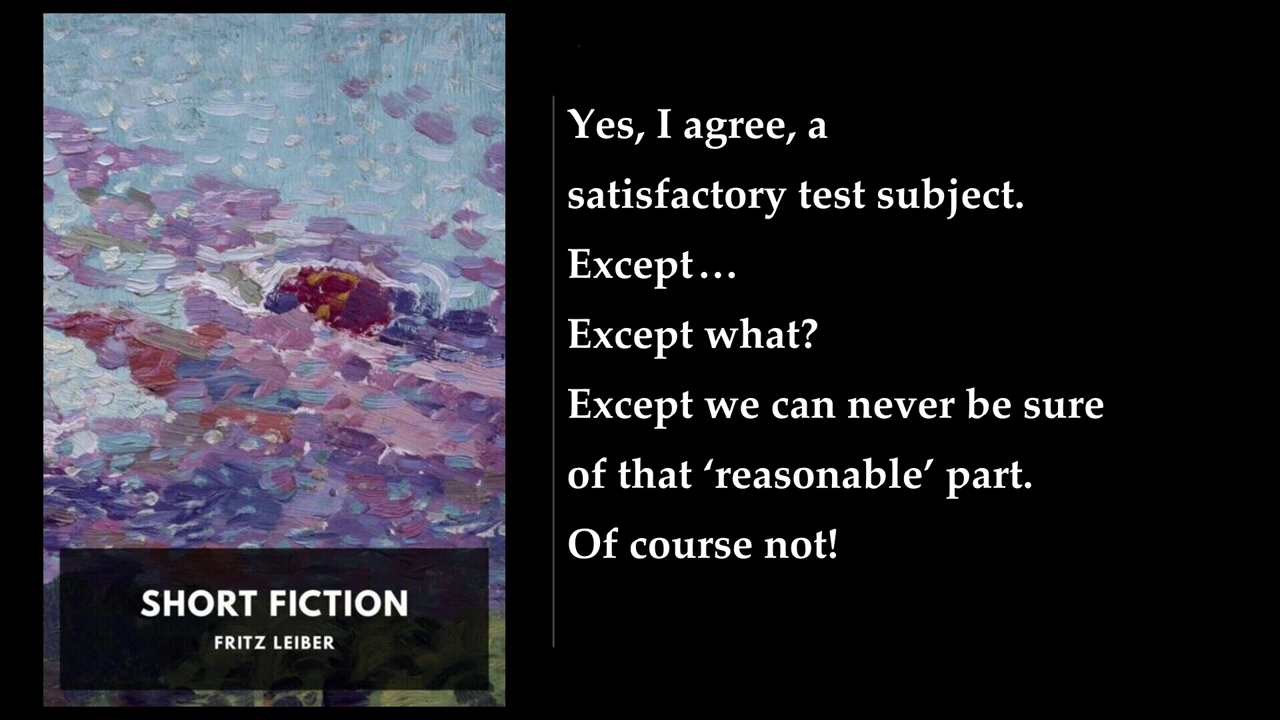 SHORT FICTION
FRITZ LEIBER
Yes, I agree, a
satisfactory test subject.
Except…
Except what?
Except we can never be sure
of that ‘reasonable’ part.
Of course not!